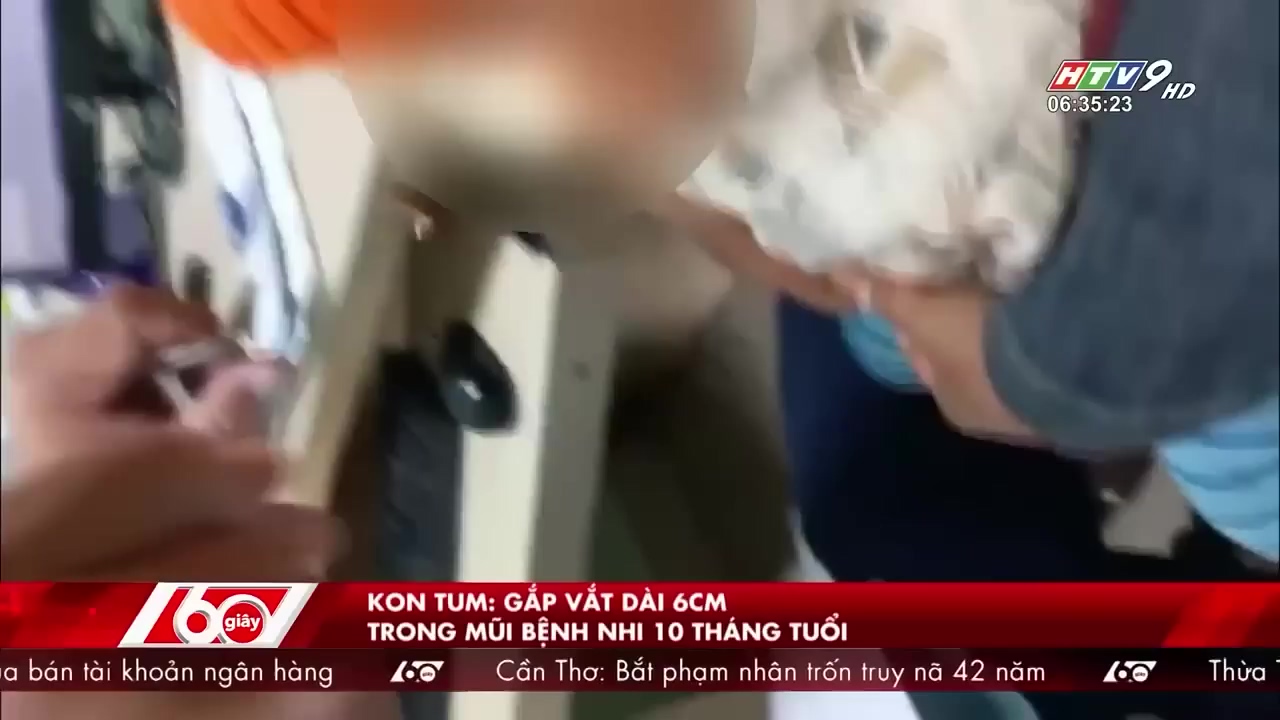 HTV9 HD
06:35:23
60 giây
KON TUM: GẮP VẮT DÀI 6CM
TRONG MŨI BỆNH NHI 10 THÁNG TUỔI
bán tài khoản ngân hàng 60 giây Cần Thơ: Bắt phạm nhân trốn truy nã 42 năm 60 giây Thừa